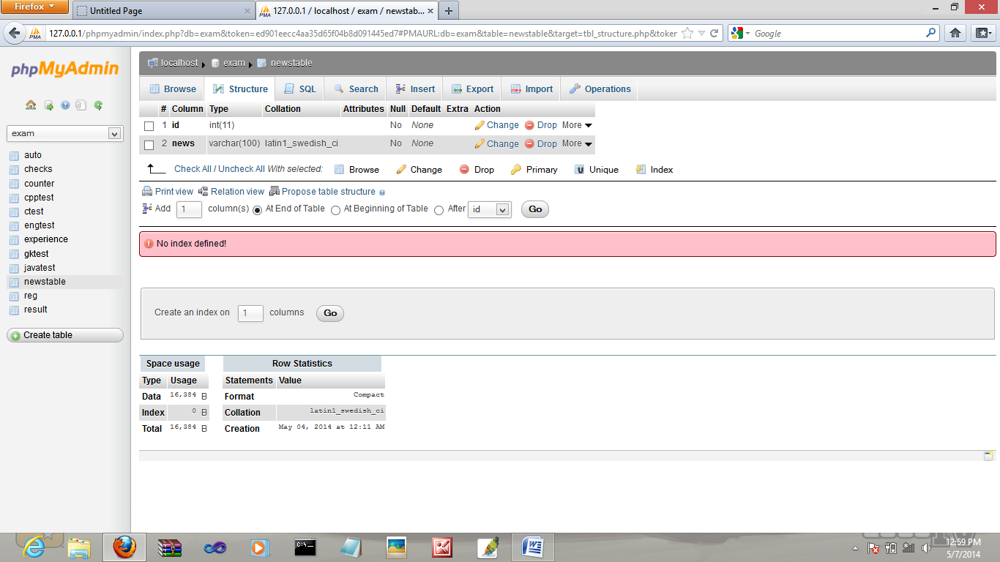 Firefox
Untitled Page
127.0.0.1 / localhost / exam / newstab...
127.0.0.1/phpmyadmin/index.php?db=exam&token=ed901eecc4aa35d65f04b8d091445ed7#PMAURL:db=exam&table=newstable&target=tbl_structure.php&token
Google
phpMyAdmin
localhost exam newstable
Browse Structure SQL Search Insert Export Import Operations
# Column Type Collation Attributes Null Default Extra Action
1 id int(11) No None Change Drop More
2 news varchar(100) latin1_swedish_ci No None Change Drop More
Check All / Uncheck All With selected: Browse Change Drop Primary Unique Index
Print view Relation view Propose table structure
Add 1 column(s) At End of Table At Beginning of Table After id Go
No index defined!
Create an index on 1 columns Go
exam
auto
checks
counter
cpptest
ctest
engtest
experience
gktest
javatest
newstable
reg
result
Create table
Space usage
Type Usage
Data 16,384 B
Index 0 B
Total 16,384 B
Row Statistics
Statements Value
Format Compact
Collation latin1_swedish_ci
Creation May 04, 2014 at 12:11 AM
12:59 PM
5/7/2014